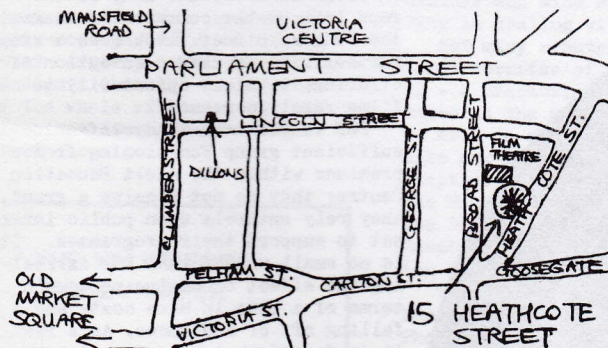 MANSFIELD
ROAD
VICTORIA
CENTRE
PARLIAMENT STREET
CLUMBER STREET
LINCOLN STREET
DILLONS
GEORGE ST.
BROAD STREET
FILM
THEATRE
HEATHCOTE ST.
PELHAM ST.
CARLTON ST.
GOOSEGATE
OLD
MARKET
SQUARE
VICTORIA ST.
15 HEATHCOTE
STREET